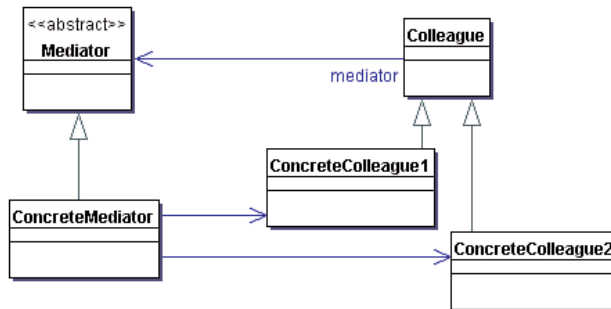 <<abstract>>
Mediator
Colleague
mediator
ConcreteColleague1
ConcreteMediator
ConcreteColleague2